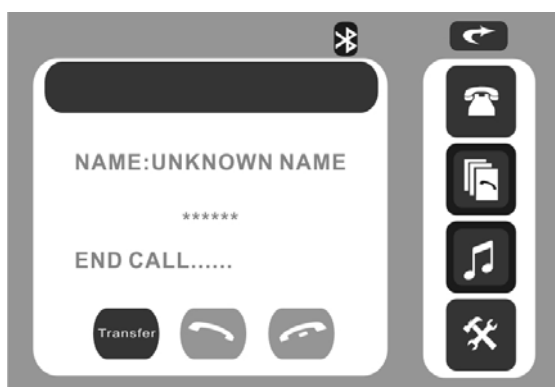 NAME:UNKNOWN NAME
******
END CALL......
Transfer